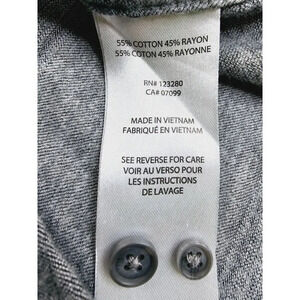 55% COTTON 45% RAYON
55% COTON 45% RAYONNE
RN# 123280
CA# 07099
MADE IN VIETNAM
FABRIQUÉ EN VIETNAM
SEE REVERSE FOR CARE
VOIR AU VERSO POUR
LES INSTRUCTIONS
DE LAVAGE